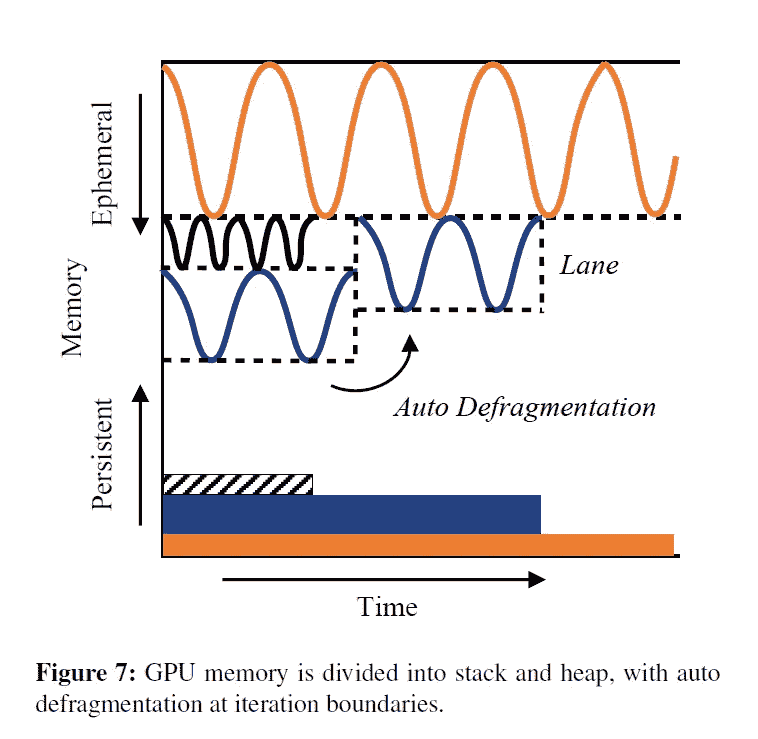 Ephemeral
Lane
Memory
Auto Defragmentation
Persistent
Time
Figure 7: GPU memory is divided into stack and heap, with auto
defragmentation at iteration boundaries.